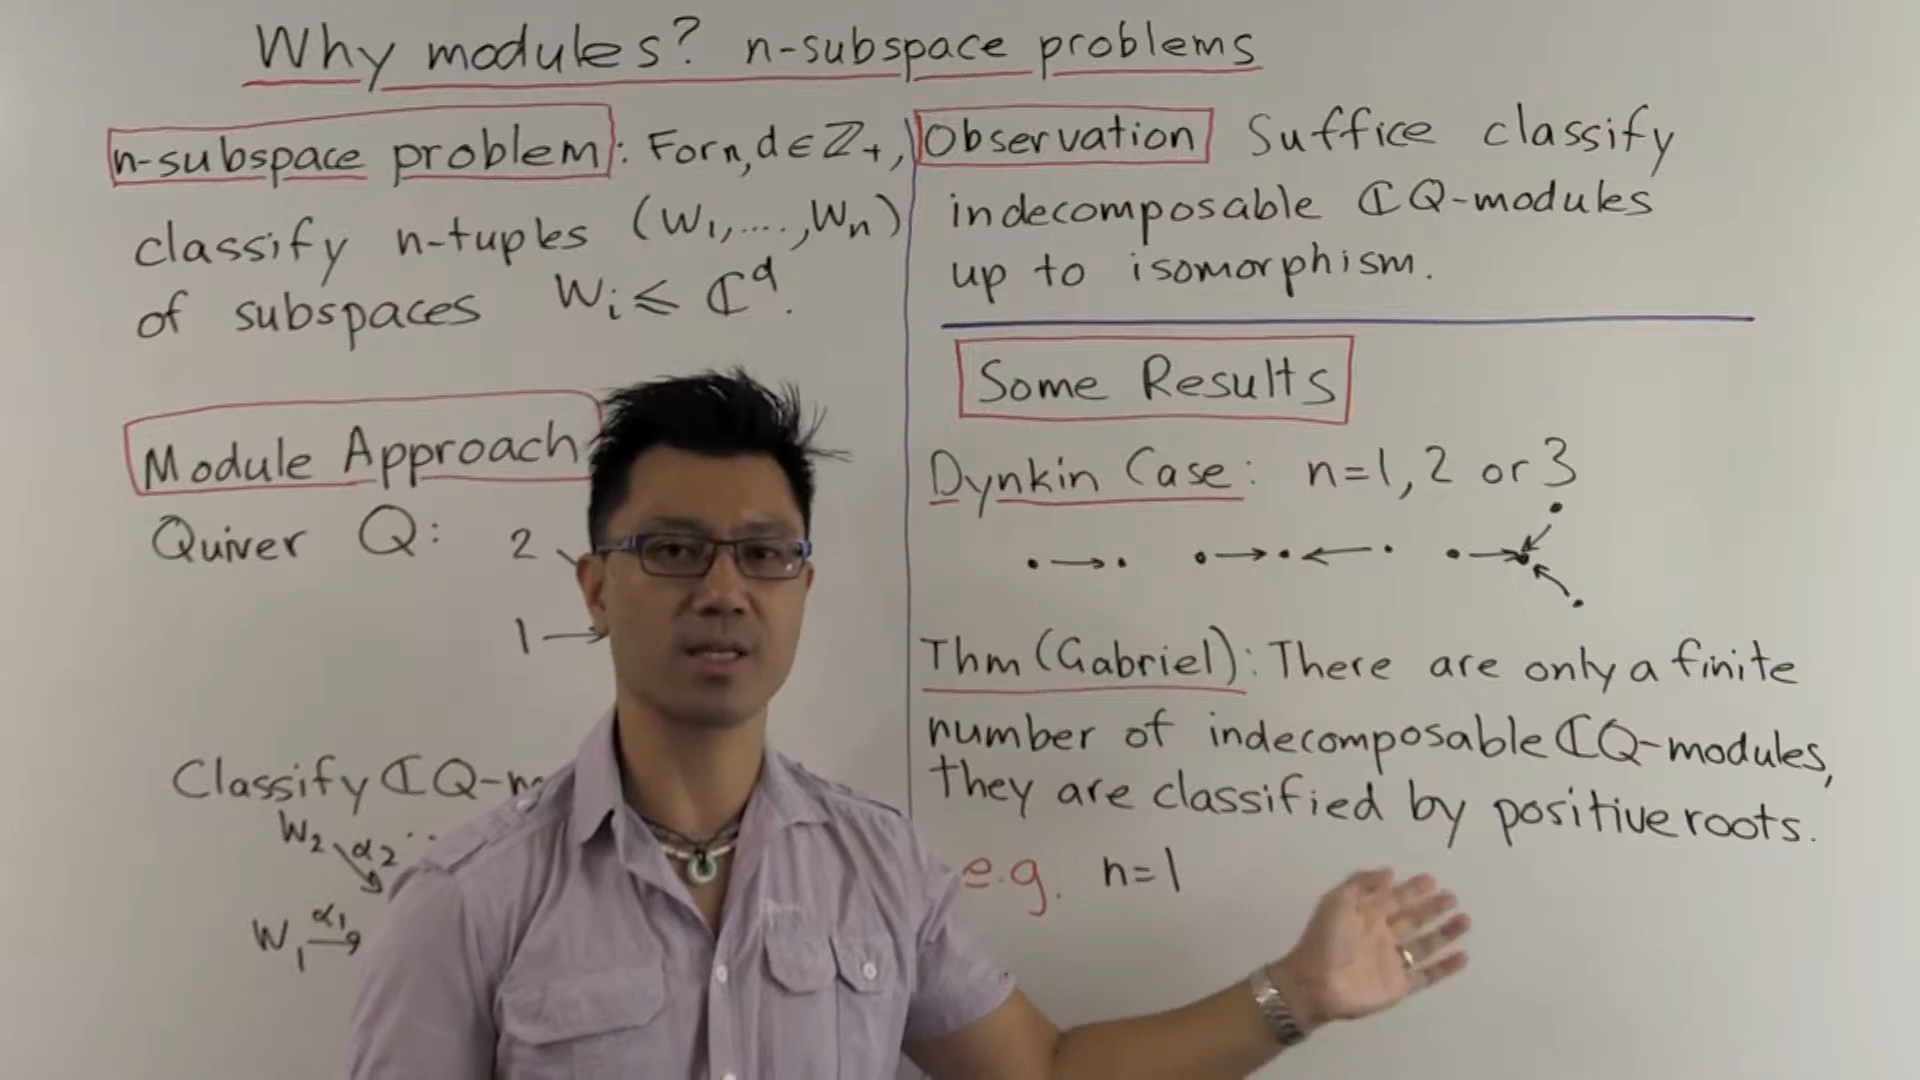 Why modules? n-subspace problems
n-subspace problem: For n, d ∈ ℤ₊,
classify n-tuples (W₁,....,Wₙ)
of subspaces Wᵢ ⩽ ℂᵈ.
Module Approach
Quiver Q: 2
1 →
Classify ℂQ-m
W₂ α₂ ..
W₁ α₁ →
Observation Suffice classify
indecomposable ℂQ-modules
up to isomorphism.
Some Results
Dynkin Case: n=1, 2 or 3
• → • • → • ← • • → •
Thm (Gabriel): There are only a finite
number of indecomposable ℂQ-modules,
they are classified by positive roots.
e.g. n=1